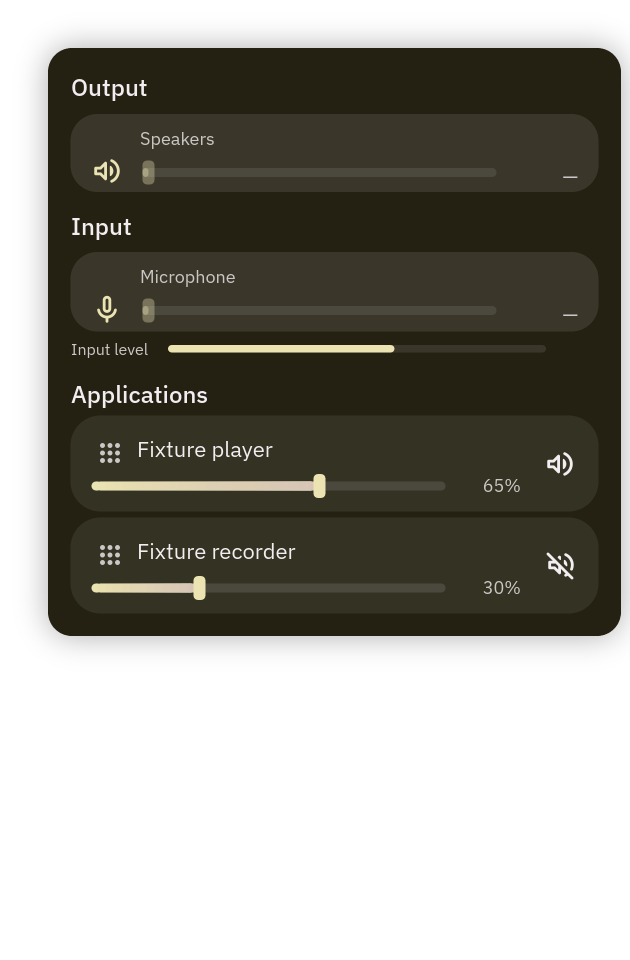 Output
Speakers
—
Input
Microphone
—
Input level
Applications
Fixture player
65%
Fixture recorder
30%